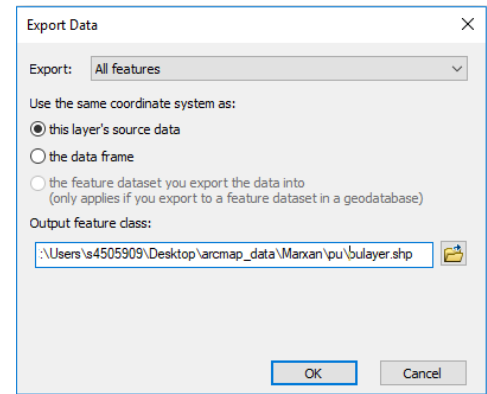 Export Data
Export: All features
Use the same coordinate system as:
this layer's source data
the data frame
the feature dataset you export the data into
(only applies if you export to a feature dataset in a geodatabase)
Output feature class:
:\Users\s4505909\Desktop\arcmap_data\Marxan\pu\pulayer.shp
OK Cancel